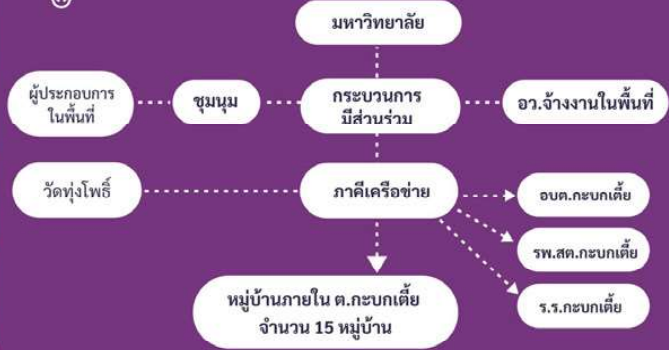 มหาวิทยาลัย
ผู้ประกอบการ
ในพื้นที่
ชุมนุม
กระบวนการ
มีส่วนร่วม
อว.จ้างงานในพื้นที่
วัดทุ่งโพธิ์
ภาคีเครือข่าย
อบต.กะบกเตี้ย
รพ.สต.กะบกเตี้ย
ร.ร.กะบกเตี้ย
หมู่บ้านภายใน ต.กะบกเตี้ย
จำนวน 15 หมู่บ้าน